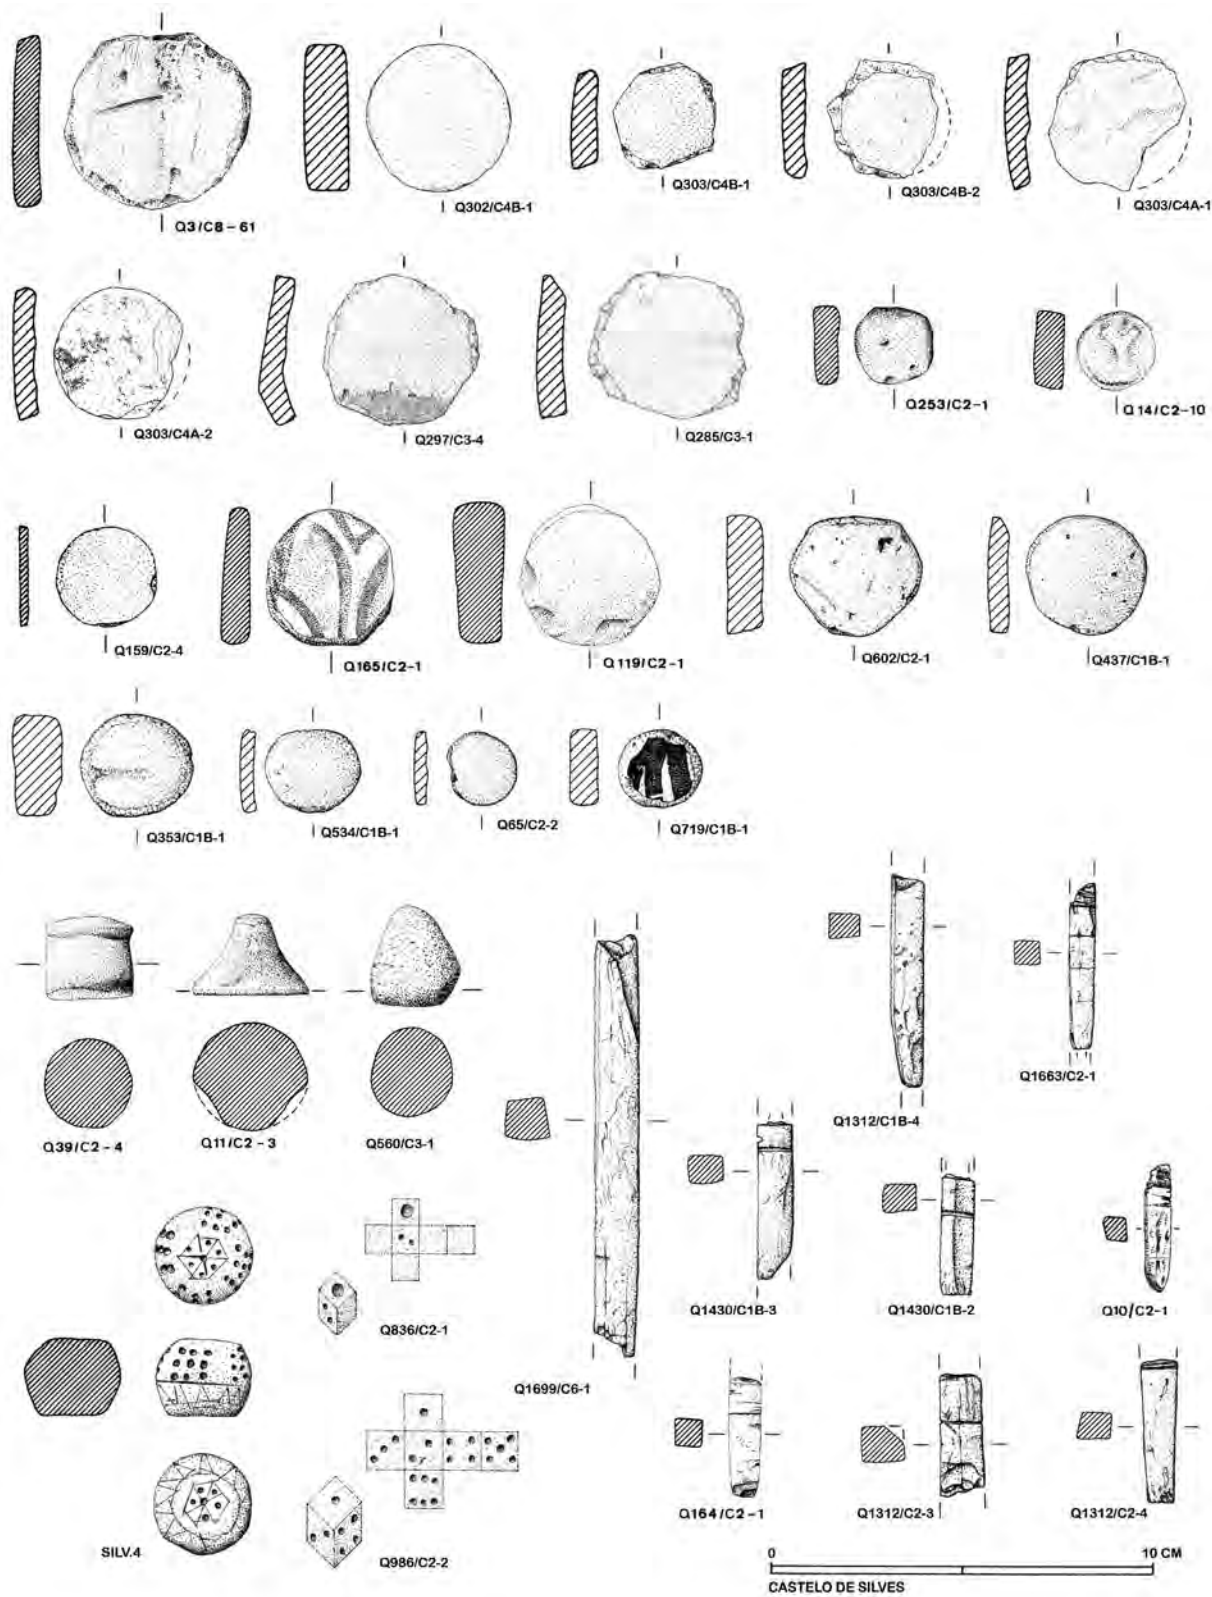 Q3/C8-61
Q302/C4B-1
Q303/C4B-1
Q303/C4B-2
Q303/C4A-1
Q303/C4A-2
Q297/C3-4
Q285/C3-1
Q253/C2-1
Q14/C2-10
Q159/C2-4
Q165/C2-1
Q119/C2-1
Q602/C2-1
Q437/C1B-1
Q353/C1B-1
Q534/C1B-1
Q65/C2-2
Q719/C1B-1
Q39/C2-4
Q11/C2-3
Q560/C3-1
Q1312/C1B-4
Q1663/C2-1
Q836/C2-1
Q1699/C6-1
Q1430/C1B-3
Q1430/C1B-2
Q10/C2-1
SILV.4
Q986/C2-2
Q164/C2-1
Q1312/C2-3
Q1312/C2-4
0 10 CM
CASTELO DE SILVES